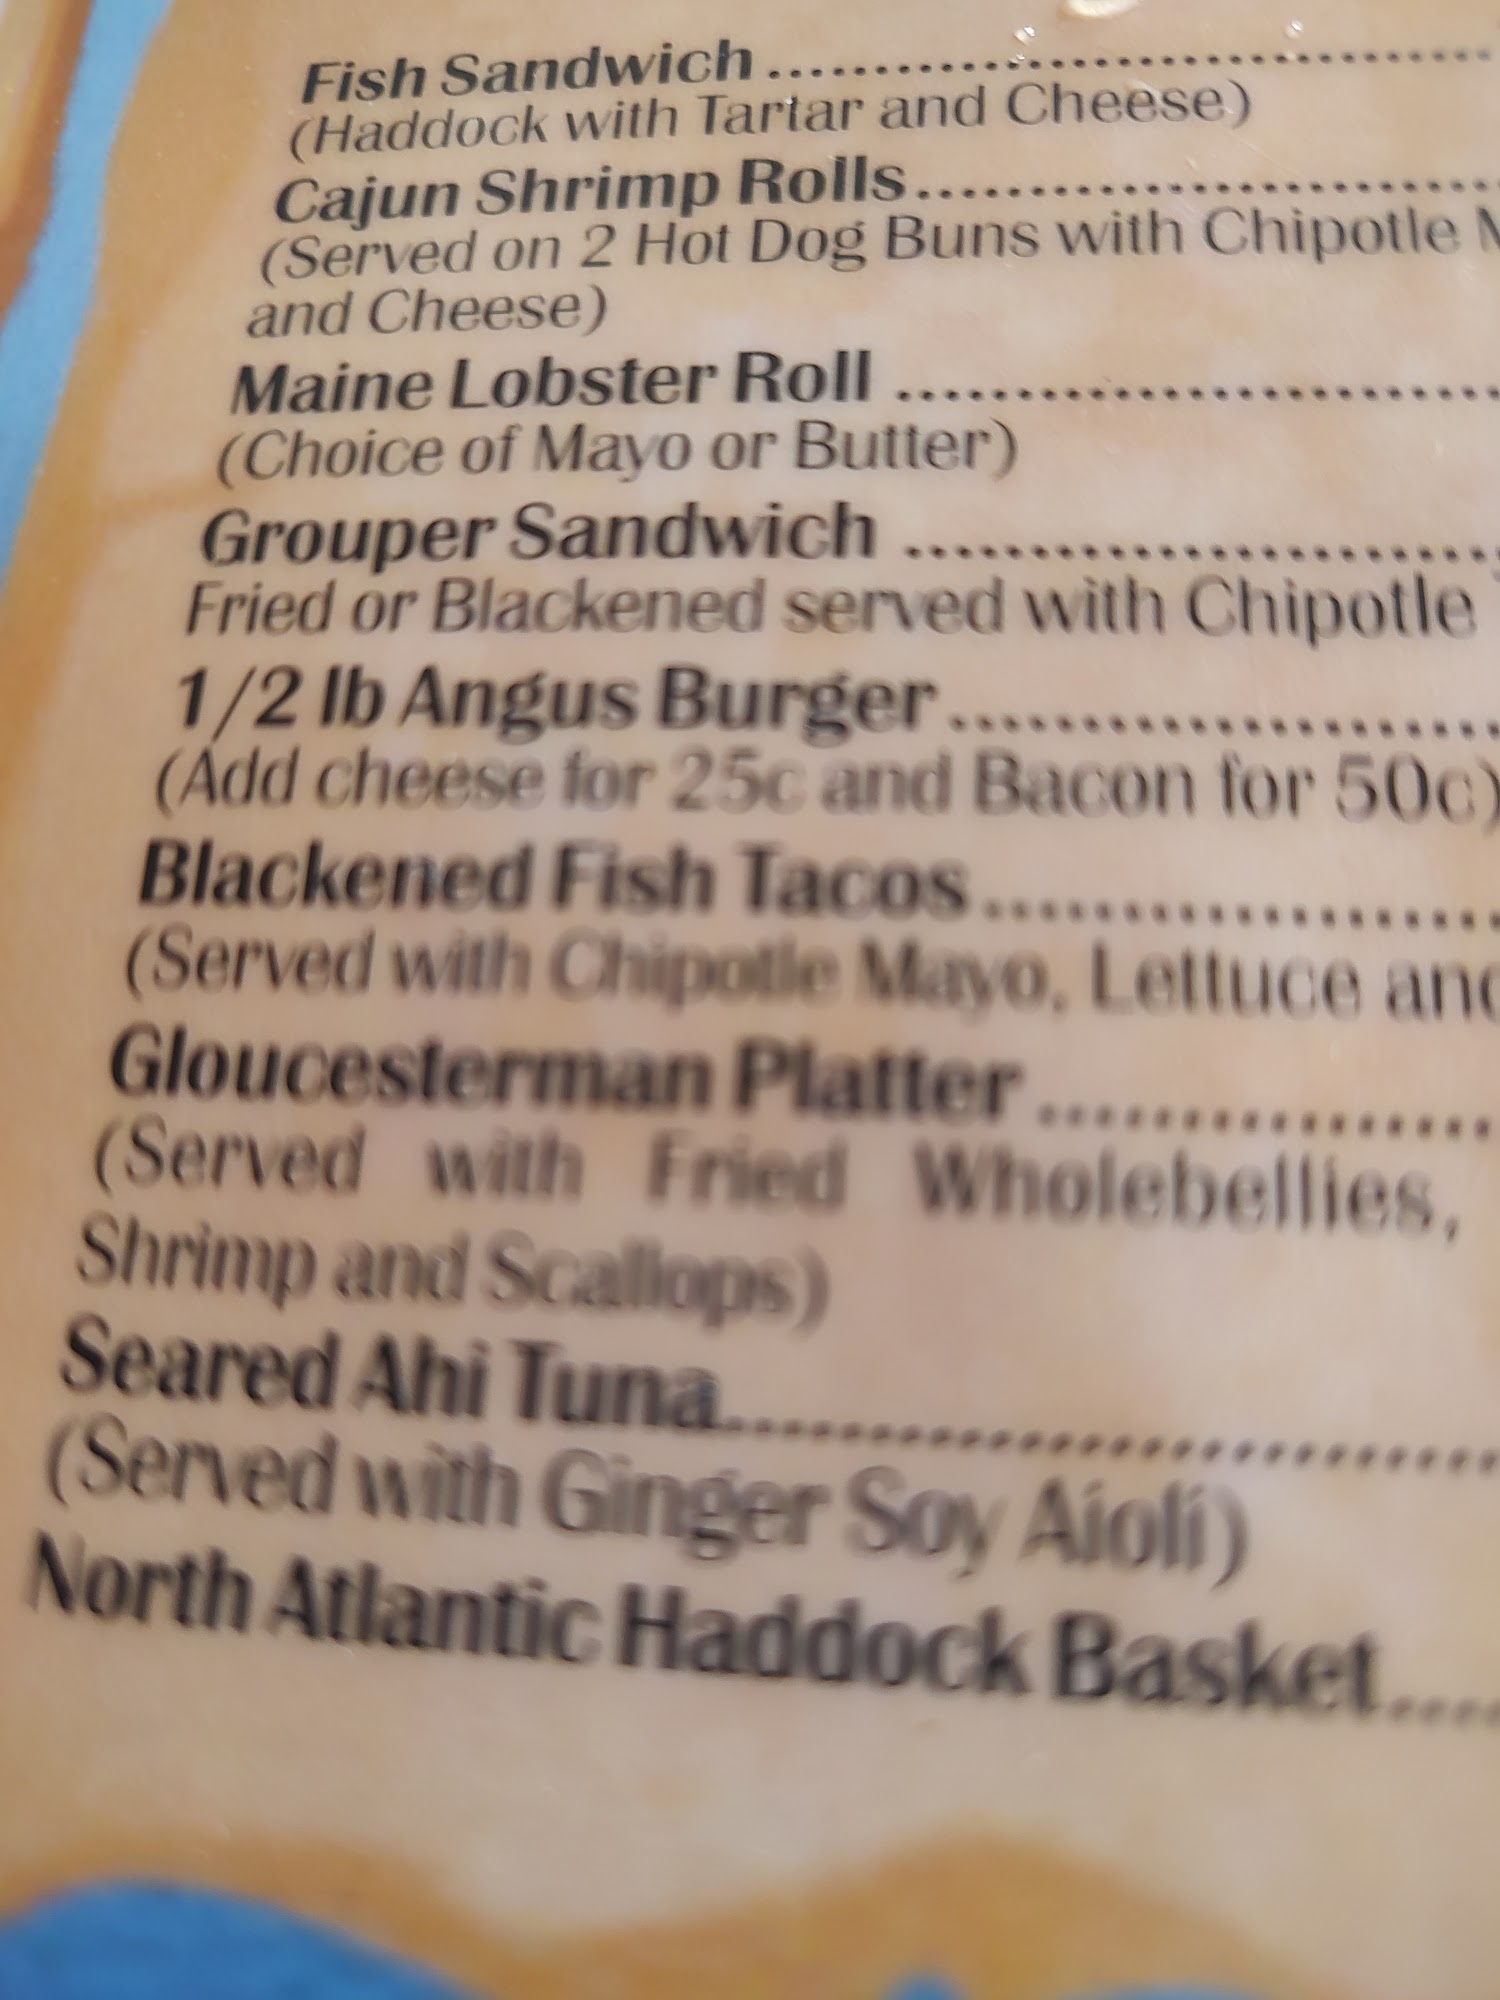 Fish Sandwich..............................
(Haddock with Tartar and Cheese)
Cajun Shrimp Rolls.........................
(Served on 2 Hot Dog Buns with Chipotle
and Cheese)
Maine Lobster Roll .........................
(Choice of Mayo or Butter)
Grouper Sandwich .........................
Fried or Blackened served with Chipotle
1/2 lb Angus Burger.....................
(Add cheese for 25c and Bacon for 50c)
Blackened Fish Tacos...................
(Served with Chipotle Mayo, Lettuce and
Gloucesterman Platter ................
(Served with Fried Wholebellies,
Shrimp and Scallops)
Seared Ahi Tuna.............................
(Served with Ginger Soy Aioli)
North Atlantic Haddock Basket....